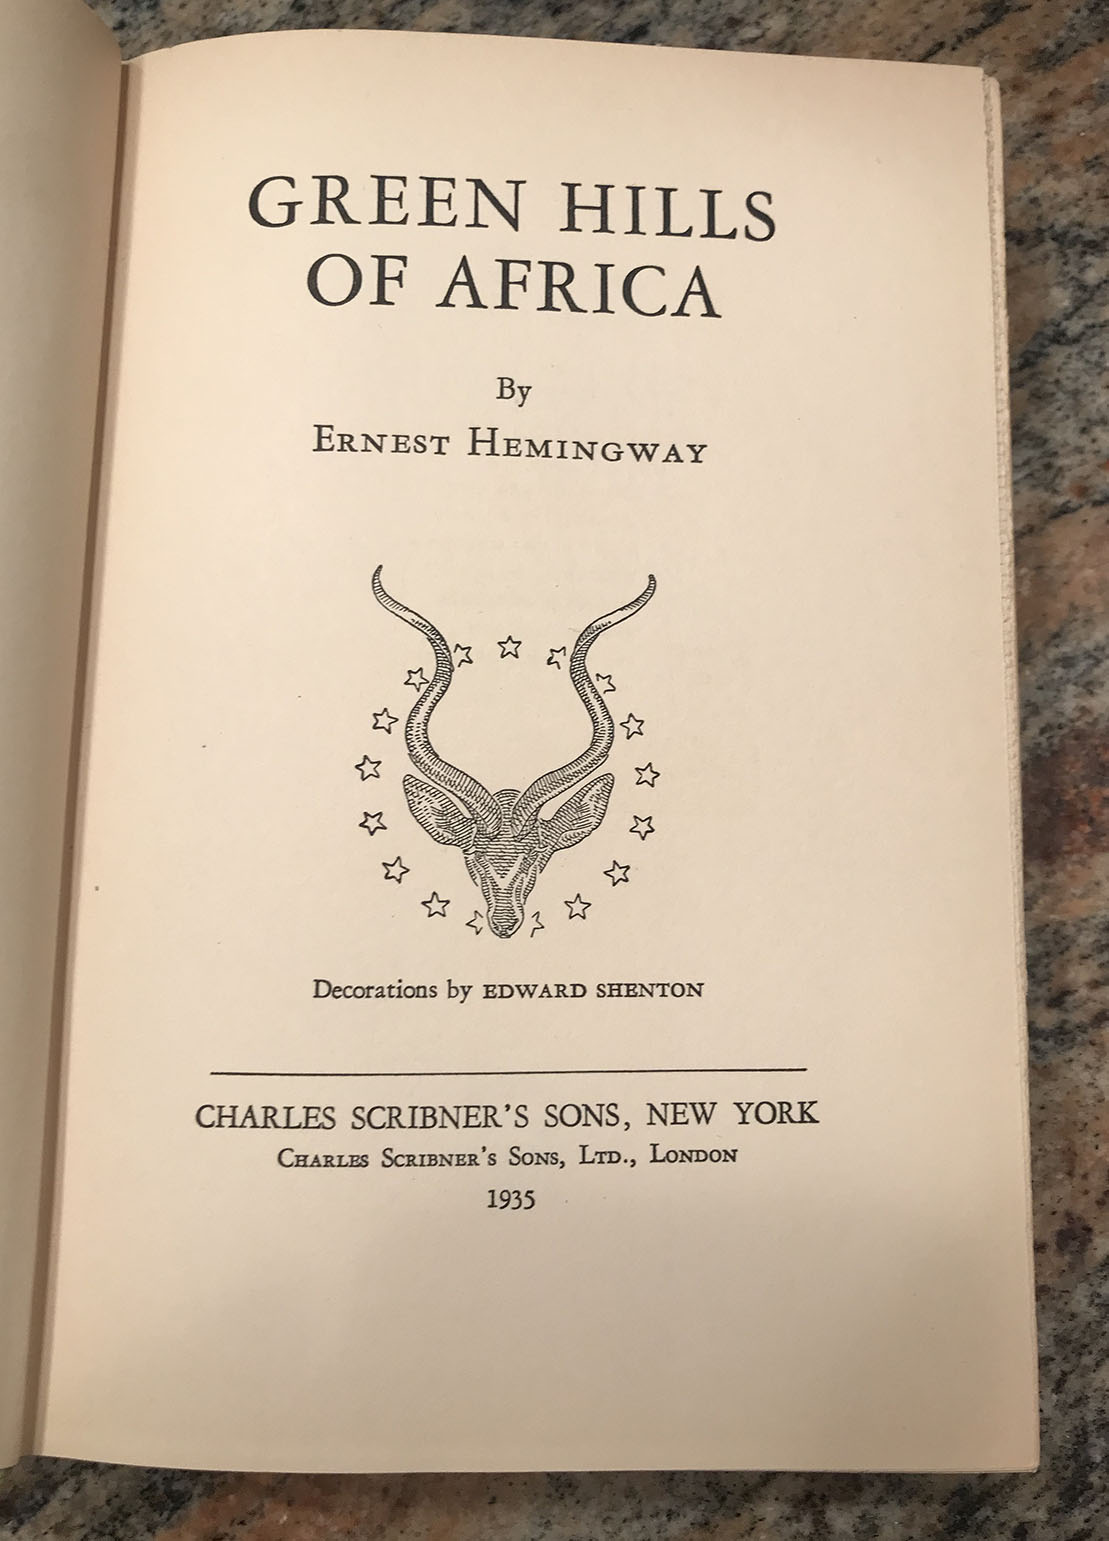 GREEN HILLS
OF AFRICA
By
ERNEST HEMINGWAY
Decorations by EDWARD SHENTON
CHARLES SCRIBNER'S SONS, NEW YORK
CHARLES SCRIBNER'S SONS, LTD., LONDON
1935